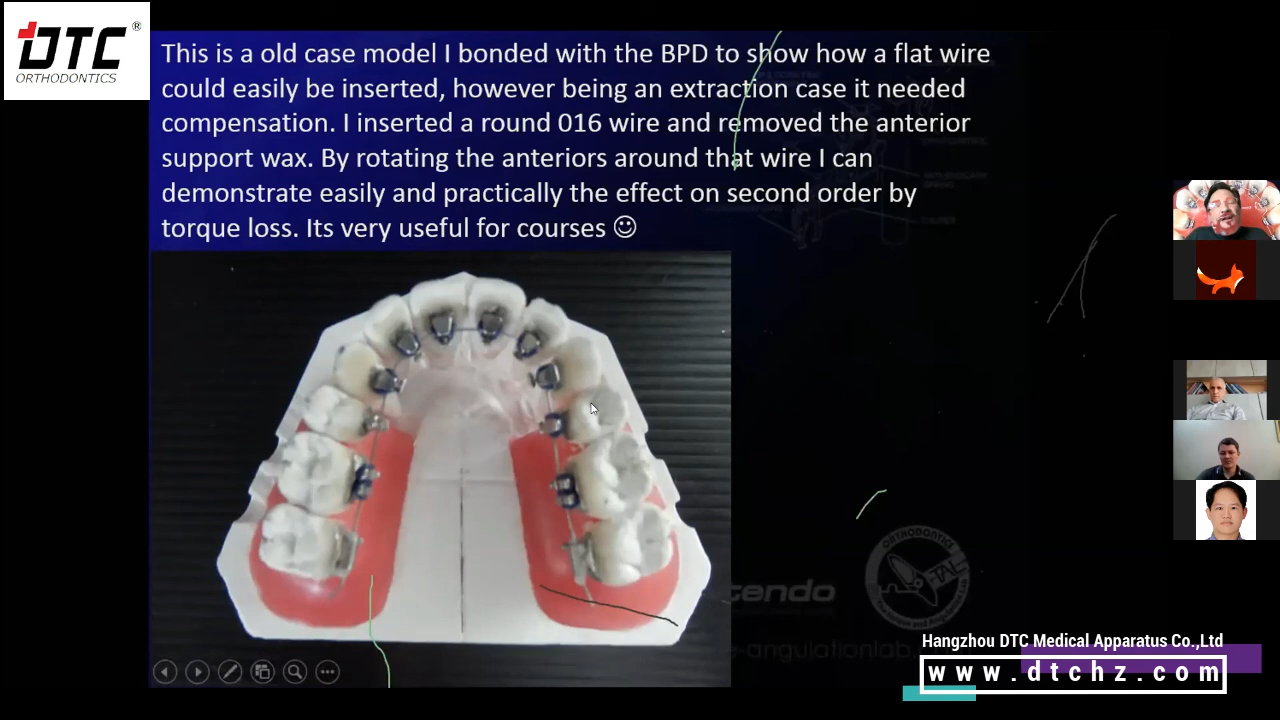 DTC®
ORTHODONTICS
This is a old case model I bonded with the BPD to show how a flat wire
could easily be inserted, however being an extraction case it needed
compensation. I inserted a round 016 wire and removed the anterior
support wax. By rotating the anteriors around that wire I can
demonstrate easily and practically the effect on second order by
torque loss. Its very useful for courses ☺
ORTHODONTICS
tendo
e-angulationlab
Hangzhou DTC Medical Apparatus Co.,Ltd
www.dtchz.com